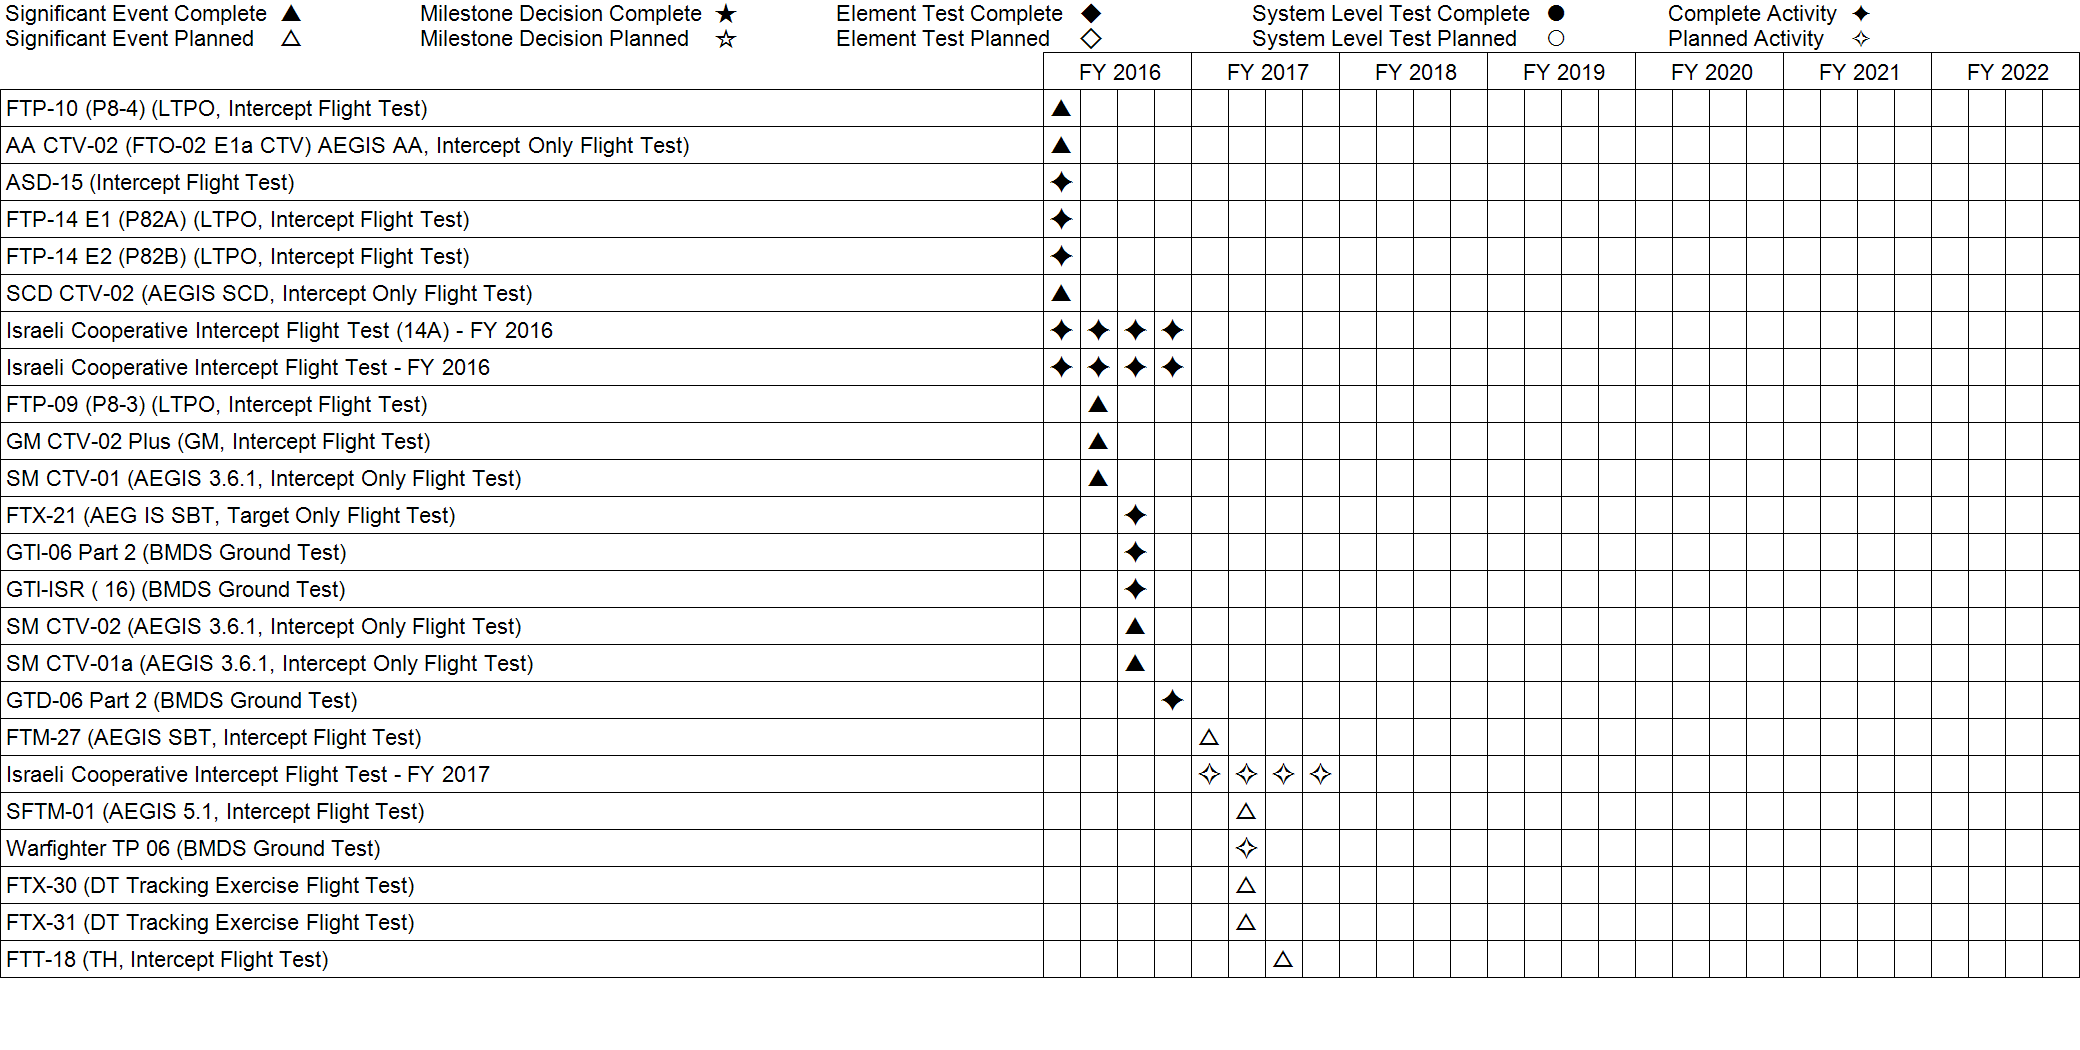 Significant Event Complete ▲ Milestone Decision Complete ★ Element Test Complete ◆ System Level Test Complete ● Complete Activity ✦
Significant Event Planned △ Milestone Decision Planned ☆ Element Test Planned ◇ System Level Test Planned ○ Planned Activity ✧
FY 2016 FY 2017 FY 2018 FY 2019 FY 2020 FY 2021 FY 2022
FTP-10 (P8-4) (LTPO, Intercept Flight Test) ▲
AA CTV-02 (FTO-02 E1a CTV) AEGIS AA, Intercept Only Flight Test) ▲
ASD-15 (Intercept Flight Test) ✦
FTP-14 E1 (P82A) (LTPO, Intercept Flight Test) ✦
FTP-14 E2 (P82B) (LTPO, Intercept Flight Test) ✦
SCD CTV-02 (AEGIS SCD, Intercept Only Flight Test) ▲
Israeli Cooperative Intercept Flight Test (14A) - FY 2016 ✦ ✦ ✦ ✦
Israeli Cooperative Intercept Flight Test - FY 2016 ✦ ✦ ✦ ✦
FTP-09 (P8-3) (LTPO, Intercept Flight Test) ▲
GM CTV-02 Plus (GM, Intercept Flight Test) ▲
SM CTV-01 (AEGIS 3.6.1, Intercept Only Flight Test) ▲
FTX-21 (AEG IS SBT, Target Only Flight Test) ✦
GTI-06 Part 2 (BMDS Ground Test) ✦
GTI-ISR ( 16) (BMDS Ground Test) ✦
SM CTV-02 (AEGIS 3.6.1, Intercept Only Flight Test) ▲
SM CTV-01a (AEGIS 3.6.1, Intercept Only Flight Test) ▲
GTD-06 Part 2 (BMDS Ground Test) ✦
FTM-27 (AEGIS SBT, Intercept Flight Test) △
Israeli Cooperative Intercept Flight Test - FY 2017 ✧ ✧ ✧ ✧
SFTM-01 (AEGIS 5.1, Intercept Flight Test) △
Warfighter TP 06 (BMDS Ground Test) ✧
FTX-30 (DT Tracking Exercise Flight Test) △
FTX-31 (DT Tracking Exercise Flight Test) △
FTT-18 (TH, Intercept Flight Test) △